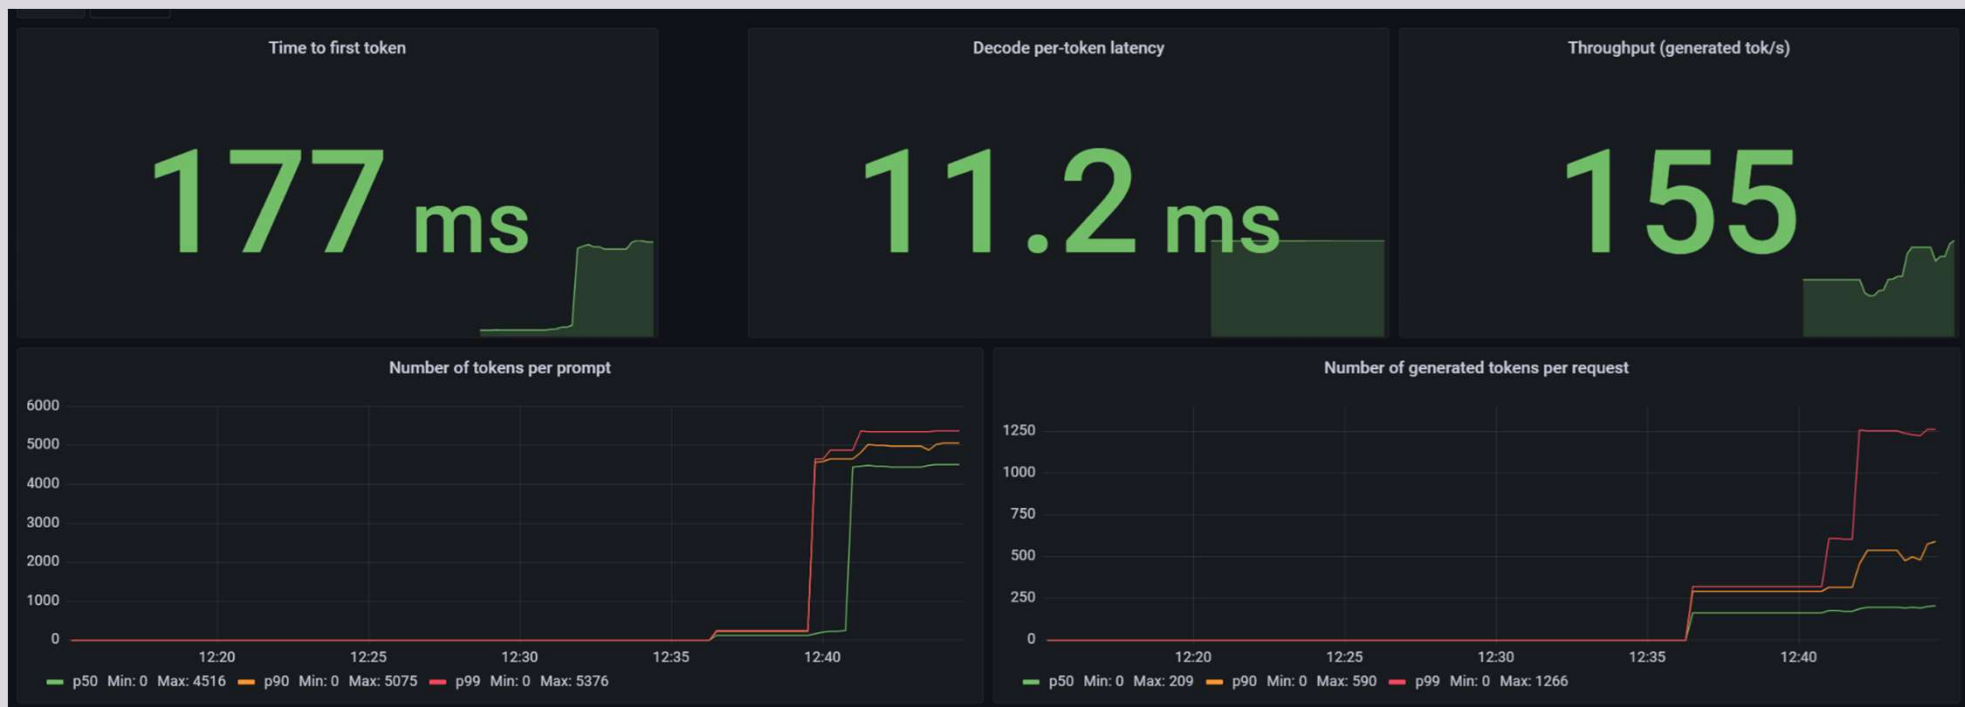 Time to first token
177 ms
Decode per-token latency
11.2 ms
Throughput (generated tok/s)
155
Number of tokens per prompt
6000
5000
4000
3000
2000
1000
0
12:20 12:25 12:30 12:35 12:40
p50 Min: 0 Max: 4516 p90 Min: 0 Max: 5075 p99 Min: 0 Max: 5376
Number of generated tokens per request
1250
1000
750
500
250
0
12:20 12:25 12:30 12:35 12:40
p50 Min: 0 Max: 209 p90 Min: 0 Max: 590 p99 Min: 0 Max: 1266